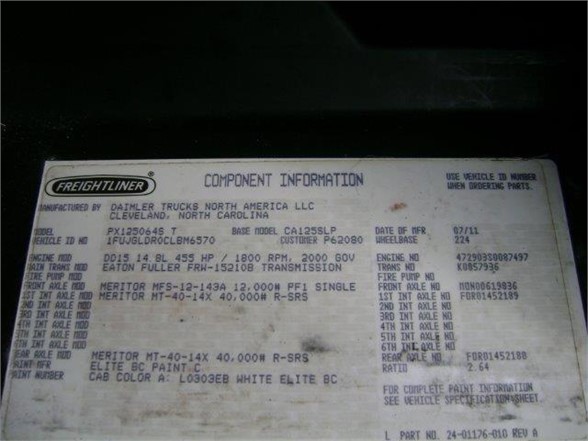 FREIGHTLINER
COMPONENT INFORMATION
USE VEHICLE ID NUMBER
WHEN ORDERING PARTS.
MANUFACTURED BY DAIMLER TRUCKS NORTH AMERICA LLC
CLEVELAND, NORTH CAROLINA
MODEL PX125064S T BASE MODEL CA125SLP DATE OF MFR 07/11
VEHICLE ID NO 1FUJGLDR0CLBM6570 CUSTOMER P62080 WHEELBASE 224
ENGINE MOD DD15 14.8L 455 HP / 1800 RPM, 2000 GOV ENGINE NO 472903S0087497
MAIN TRANS MOD EATON FULLER FRW-15210B TRANSMISSION TRANS NO K0857936
FIRE PUMP MOD FIRE PUMP NO
FRONT AXLE MOD MERITOR MFS-12-143A 12,000# PF1 SINGLE FRONT AXLE NO MON00619836
1ST INT AXLE MOD MERITOR MT-40-14X 40,000# R-SRS 1ST INT AXLE NO FOR01452189
2ND INT AXLE MOD 2ND INT AXLE NO
3RD INT AXLE MOD 3RD INT AXLE NO
4TH INT AXLE MOD 4TH INT AXLE NO
5TH INT AXLE MOD 5TH INT AXLE NO
6TH INT AXLE MOD 6TH INT AXLE NO
REAR AXLE MOD MERITOR MT-40-14X 40,000# R-SRS REAR AXLE NO FOR01452188
PAINT MFR ELITE BC PAINT C RATIO 2.64
PAINT NUMBER CAB COLOR A: L0303EB WHITE ELITE BC
FOR COMPLETE PAINT INFORMATION
SEE VEHICLE SPECIFICATION SHEET.
PART NO. 24-01176-010 REV A